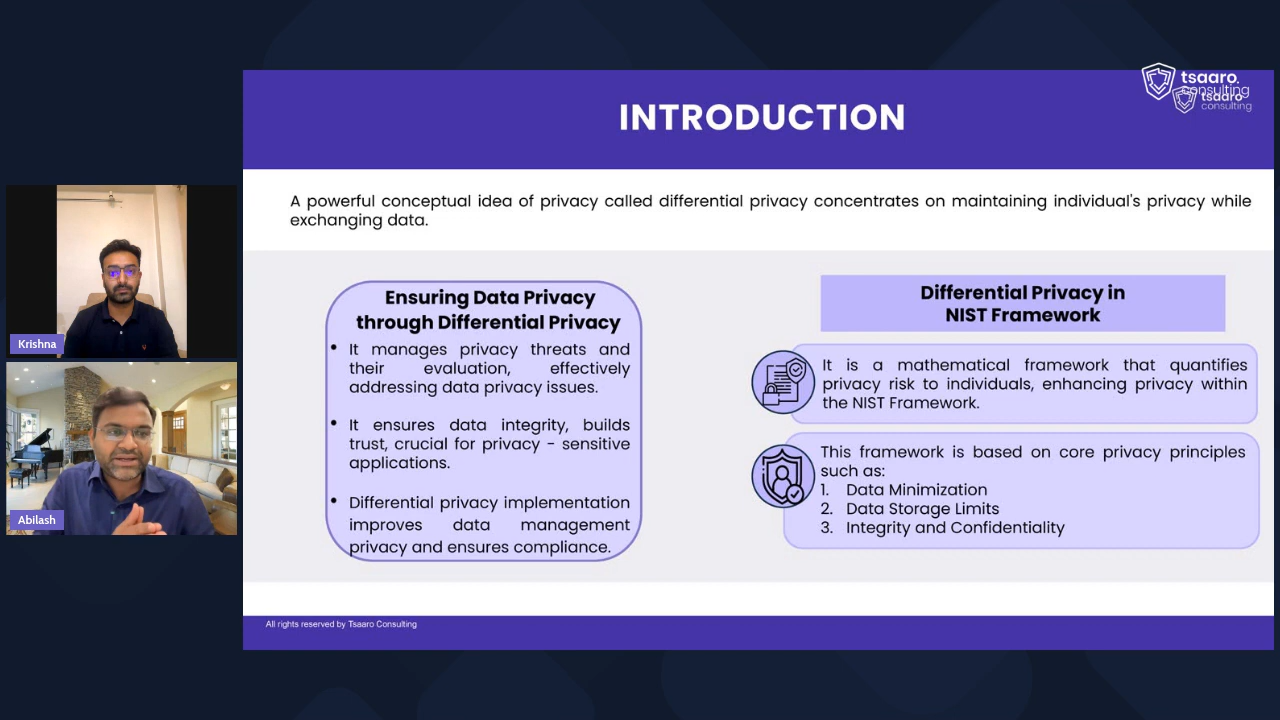 tsaaro
consulting
tsaaro
consulting
INTRODUCTION
A powerful conceptual idea of privacy called differential privacy concentrates on maintaining individual's privacy while
exchanging data.
Ensuring Data Privacy
through Differential Privacy
• It manages privacy threats and
their evaluation, effectively
addressing data privacy issues.
• It ensures data integrity, builds
trust, crucial for privacy - sensitive
applications.
• Differential privacy implementation
improves data management
privacy and ensures compliance.
Differential Privacy in
NIST Framework
It is a mathematical framework that quantifies
privacy risk to individuals, enhancing privacy within
the NIST Framework.
This framework is based on core privacy principles
such as:
1. Data Minimization
2. Data Storage Limits
3. Integrity and Confidentiality
Krishna
Abilash
All rights reserved by Tsaaro Consulting